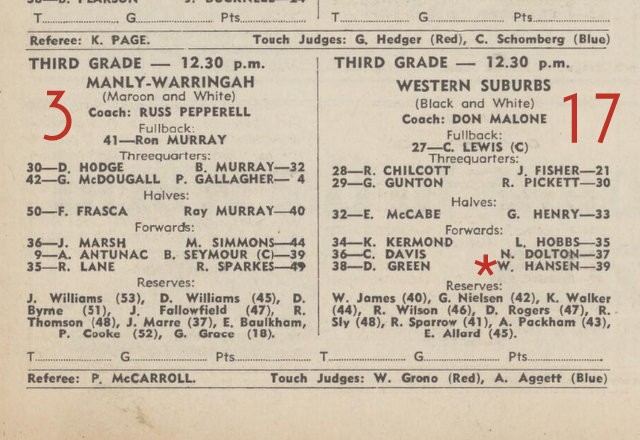 T............ G............ Pts............ T............ G............ Pts............
Referee: K. PAGE. Touch Judges: G. Hedger (Red), C. Schomberg (Blue)
THIRD GRADE — 12.30 p.m.
MANLY-WARRINGAH
(Maroon and White)
Coach: RUSS PEPPERELL
3
Fullback:
41—Ron MURRAY
Threequarters:
30—D. HODGE B. MURRAY—32
42—G. McDOUGALL P. GALLAGHER— 4
Halves:
50—F. FRASCA Ray MURRAY—40
Forwards:
36—J. MARSH M. SIMMONS—44
9—A. ANTUNAC B. SEYMOUR (C)—39
35—R. LANE R. SPARKES—49
Reserves:
J. Williams (53), D. Williams (45), D.
Byrne (51), J. Fallowfield (47), R.
Thomson (48), J. Marre (37), E. Baulkham,
P. Cooke (52), G. Grace (18).
T............ G............ Pts............
THIRD GRADE — 12.30 p.m.
WESTERN SUBURBS
(Black and White)
Coach: DON MALONE
17
Fullback:
27—C. LEWIS (C)
Threequarters:
28—R. CHILCOTT J. FISHER—21
29—G. GUNTON R. PICKETT—30
Halves:
32—E. McCABE G. HENRY—33
Forwards:
34—K. KERMOND L. HOBBS—35
36—C. DAVIS N. DOLTON—37
38—D. GREEN *W. HANSEN—39
Reserves:
W. James (40), G. Nielsen (42), K. Walker
(44), R. Wilson (46), D. Rogers (47), R.
Sly (48), R. Sparrow (41), A. Packham (43),
E. Allard (45).
T............ G............ Pts............
Referee: P. McCARROLL. Touch Judges: W. Grono (Red), A. Aggett (Blue)